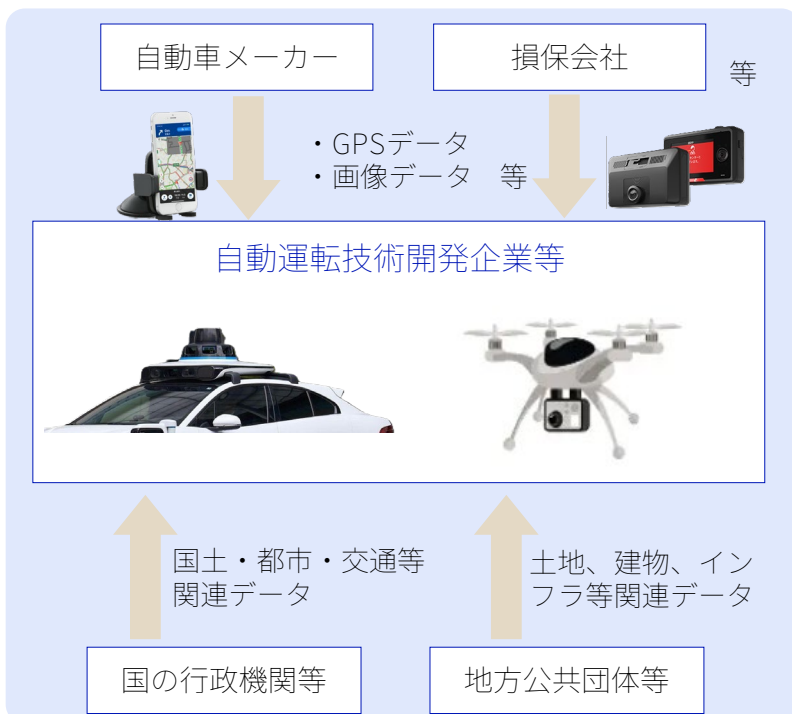 自動車メーカー
損保会社
等
・GPSデータ
・画像データ 等
自動運転技術開発企業等
国土・都市・交通等
関連データ
土地、建物、イン
フラ等関連データ
国の行政機関等
地方公共団体等